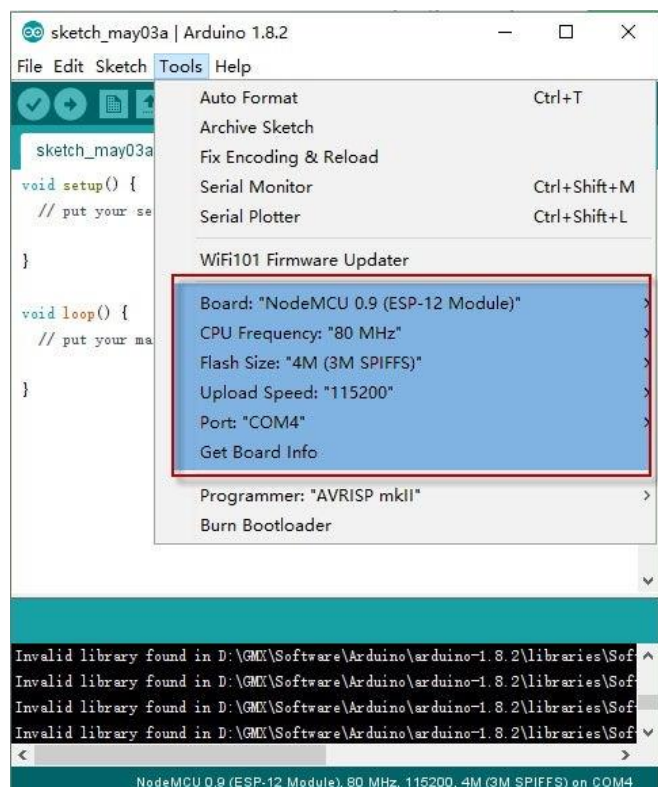 sketch_may03a | Arduino 1.8.2
File Edit Sketch Tools Help
Auto Format Ctrl+T
Archive Sketch
sketch_may03a
Fix Encoding & Reload
void setup() {
Serial Monitor Ctrl+Shift+M
// put your se
Serial Plotter Ctrl+Shift+L
}
WiFi101 Firmware Updater
Board: "NodeMCU 0.9 (ESP-12 Module)"
void loop() {
CPU Frequency: "80 MHz"
// put your ma
Flash Size: "4M (3M SPIFFS)"
}
Upload Speed: "115200"
Port: "COM4"
Get Board Info
Programmer: "AVRISP mkII"
Burn Bootloader
Invalid library found in D:\GMX\Software\Arduino\arduino-1.8.2\libraries\Sof
Invalid library found in D:\GMX\Software\Arduino\arduino-1.8.2\libraries\Sof
Invalid library found in D:\GMX\Software\Arduino\arduino-1.8.2\libraries\Sof
Invalid library found in D:\GMX\Software\Arduino\arduino-1.8.2\libraries\Sof
NodeMCU 0.9 (ESP-12 Module), 80 MHz, 115200, 4M (3M SPIFFS) on COM4